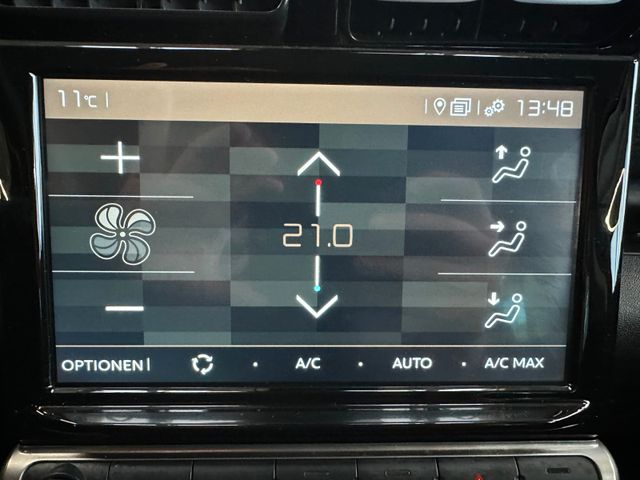 11°C
13:48
21.0
OPTIONEN A/C AUTO A/C MAX